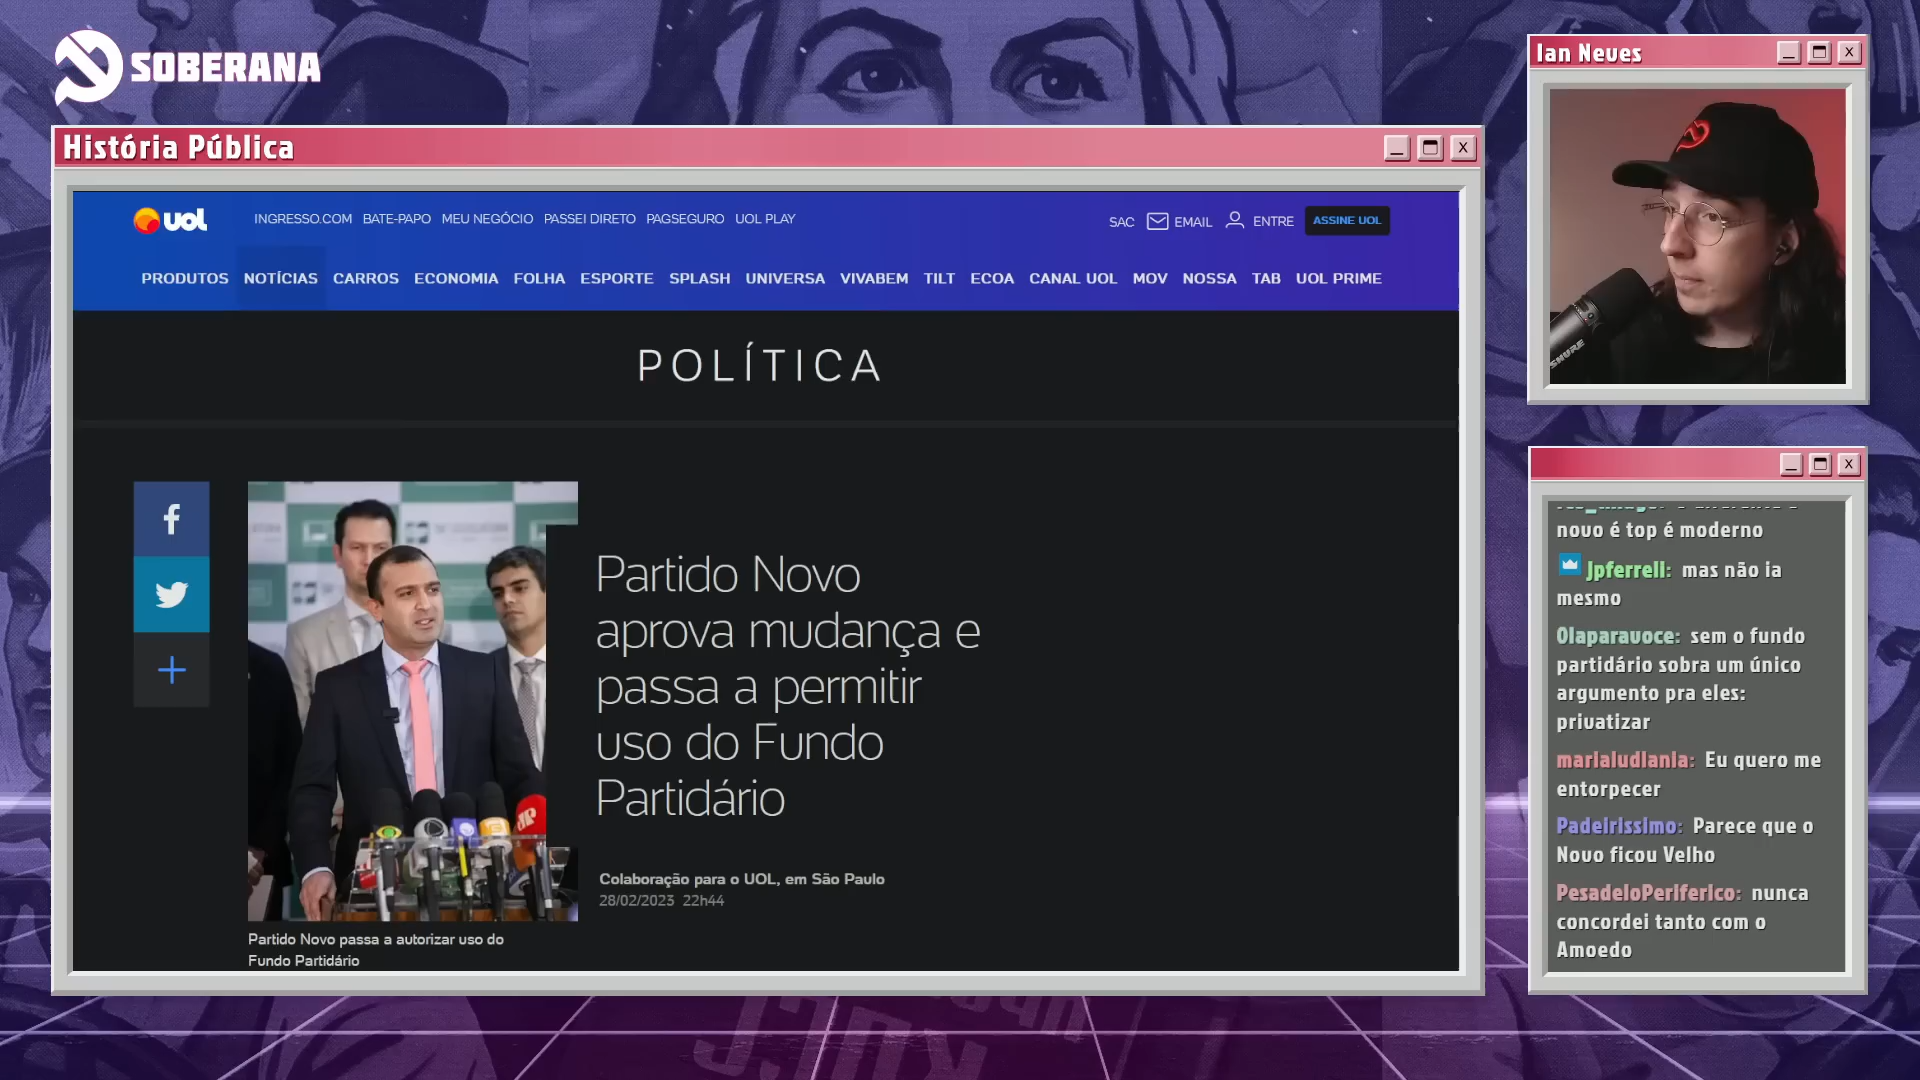 SOBERANA
História Pública
uol
INGRESSO.COM BATE-PAPO MEU NEGÓCIO PASSEI DIRETO PAGSEGURO UOL PLAY
SAC EMAIL ENTRE ASSINE UOL
PRODUTOS NOTÍCIAS CARROS ECONOMIA FOLHA ESPORTE SPLASH UNIVERSA VIVABEM TILT ECOA CANAL UOL MOV NOSSA TAB UOL PRIME
POLÍTICA
Partido Novo
aprova mudança e
passa a permitir
uso do Fundo
Partidário
Colaboração para o UOL, em São Paulo
28/02/2023 22h44
Partido Novo passa a autorizar uso do
Fundo Partidário
Ian Neves
SHURE
novo é top é moderno
Jpferreli: mas não ia
mesmo
Olaparavoce: sem o fundo
partidário sobra um único
argumento pra eles:
privatizar
marlaludlanla: Eu quero me
entorpecer
Padeirissimo: Parece que o
Novo ficou Velho
PesadeloPeriferico: nunca
concordei tanto com o
Amoedo